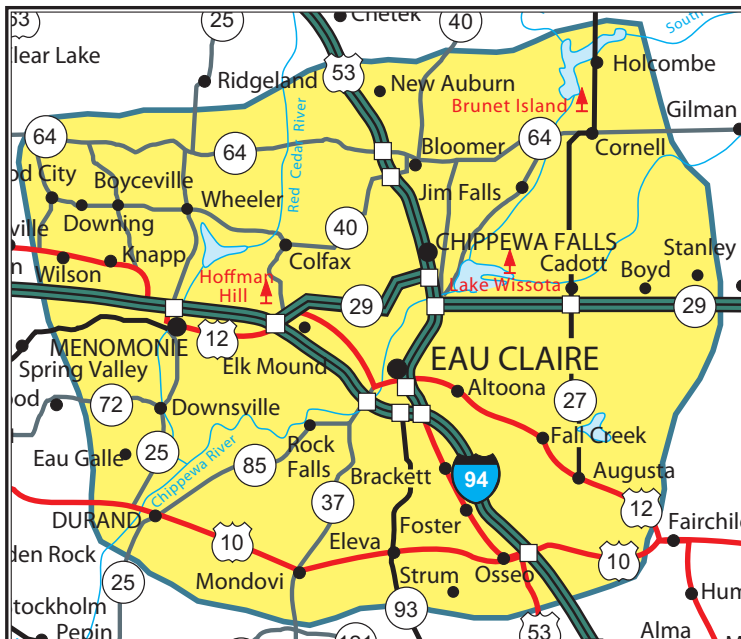 63
25
Chetek
40
South
Clear Lake
53
Ridgeland
New Auburn
Holcombe
Brunet Island
Gilman
64
64
Red Cedar River
Bloomer
64
Cornell
od City
Boyceville
Wheeler
Jim Falls
Downing
40
ville
Knapp
Colfax
CHIPPEWA FALLS
Stanley
Wilson
Hoffman
Hill
Lake Wissota
Cadott
Boyd
29
29
MENOMONIE
12
Elk Mound
EAU CLAIRE
Spring Valley
Altoona
ood
72
Downsville
27
Rock
Falls
Fall Creek
Eau Galle
25
Chippewa River
85
Brackett
94
Augusta
37
12
DURAND
Foster
Fairchild
10
Eleva
10
den Rock
Mondovi
Osseo
25
Strum
Hum
tockholm
93
Pepin
53
Alma